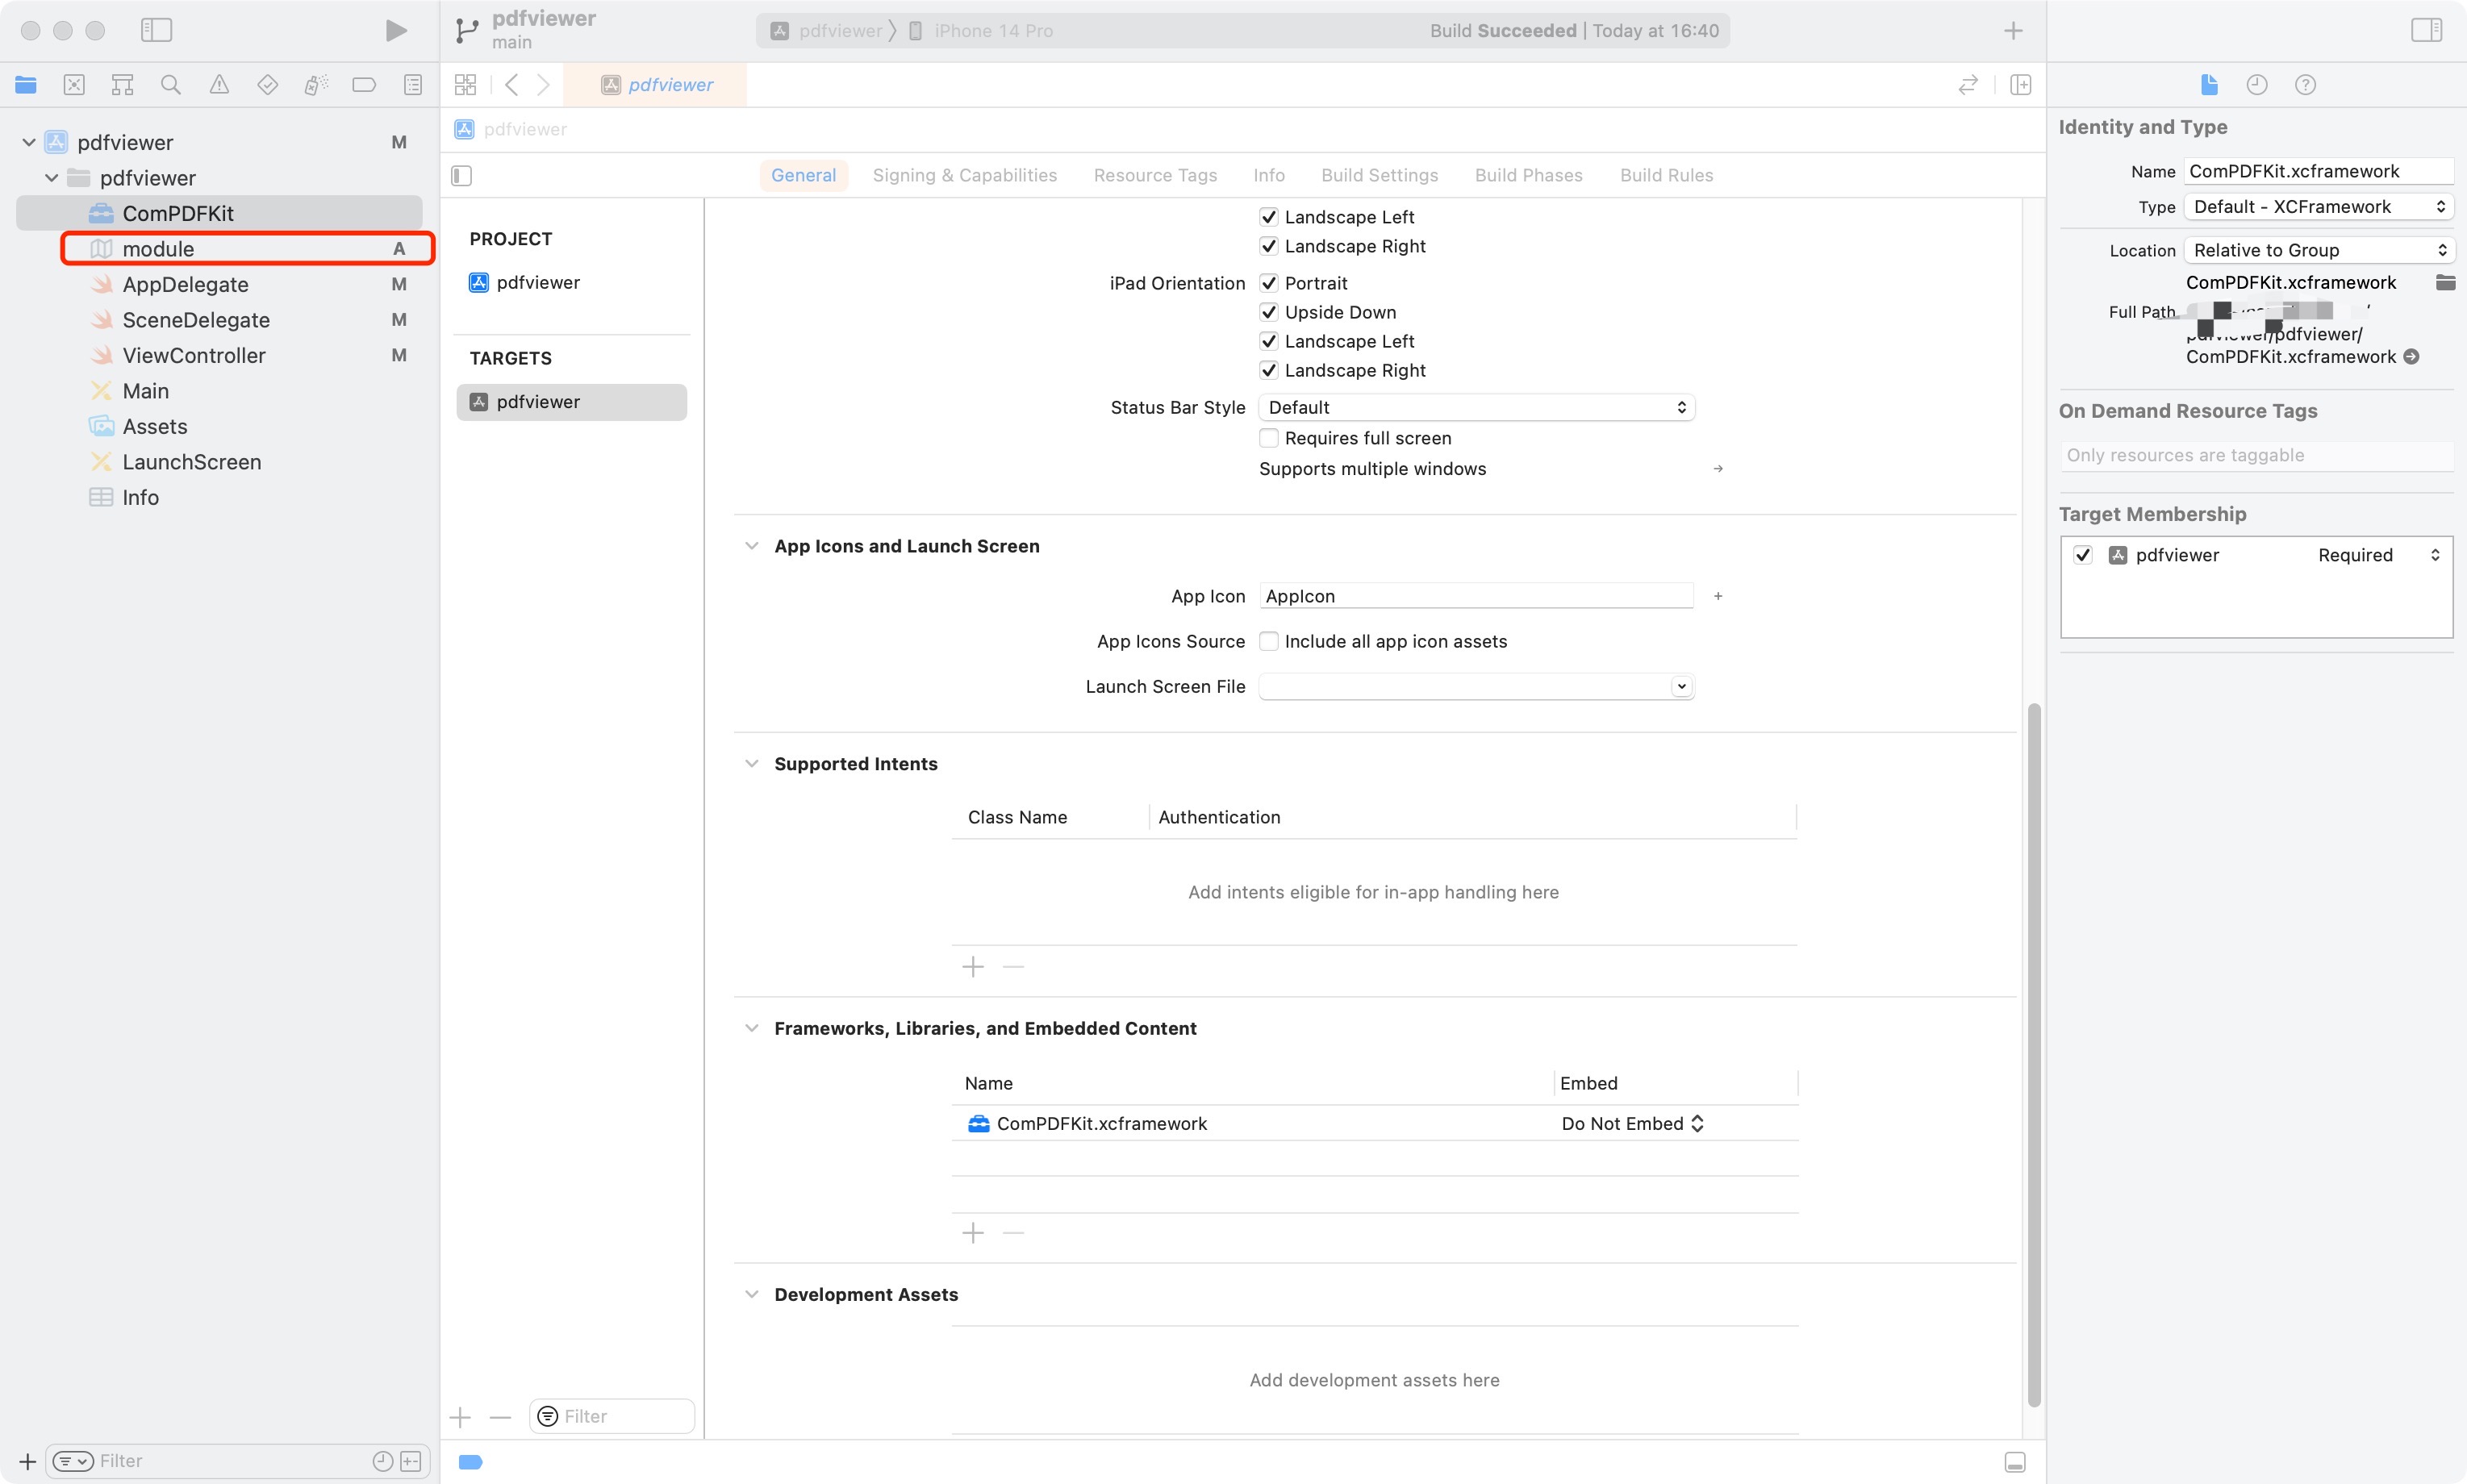 pdfviewer
main
pdfviewer
iPhone 14 Pro
Build Succeeded | Today at 16:40
pdfviewer
pdfviewer
pdfviewer M
pdfviewer
ComPDFKit
module A
AppDelegate M
SceneDelegate M
ViewController M
Main
Assets
LaunchScreen
Info
Filter
General
Signing & Capabilities
Resource Tags
Info
Build Settings
Build Phases
Build Rules
PROJECT
pdfviewer
TARGETS
pdfviewer
Filter
Landscape Left
Landscape Right
iPad Orientation
Portrait
Upside Down
Landscape Left
Landscape Right
Status Bar Style
Default
Requires full screen
Supports multiple windows
App Icons and Launch Screen
App Icon
AppIcon
App Icons Source
Include all app icon assets
Launch Screen File
Supported Intents
Class Name
Authentication
Add intents eligible for in-app handling here
Frameworks, Libraries, and Embedded Content
Name
Embed
ComPDFKit.xcframework
Do Not Embed
Development Assets
Add development assets here
Identity and Type
Name
ComPDFKit.xcframework
Type
Default - XCFramework
Location
Relative to Group
ComPDFKit.xcframework
Full Path
pdfviewer/pdfviewer/
ComPDFKit.xcframework
On Demand Resource Tags
Only resources are taggable
Target Membership
pdfviewer
Required